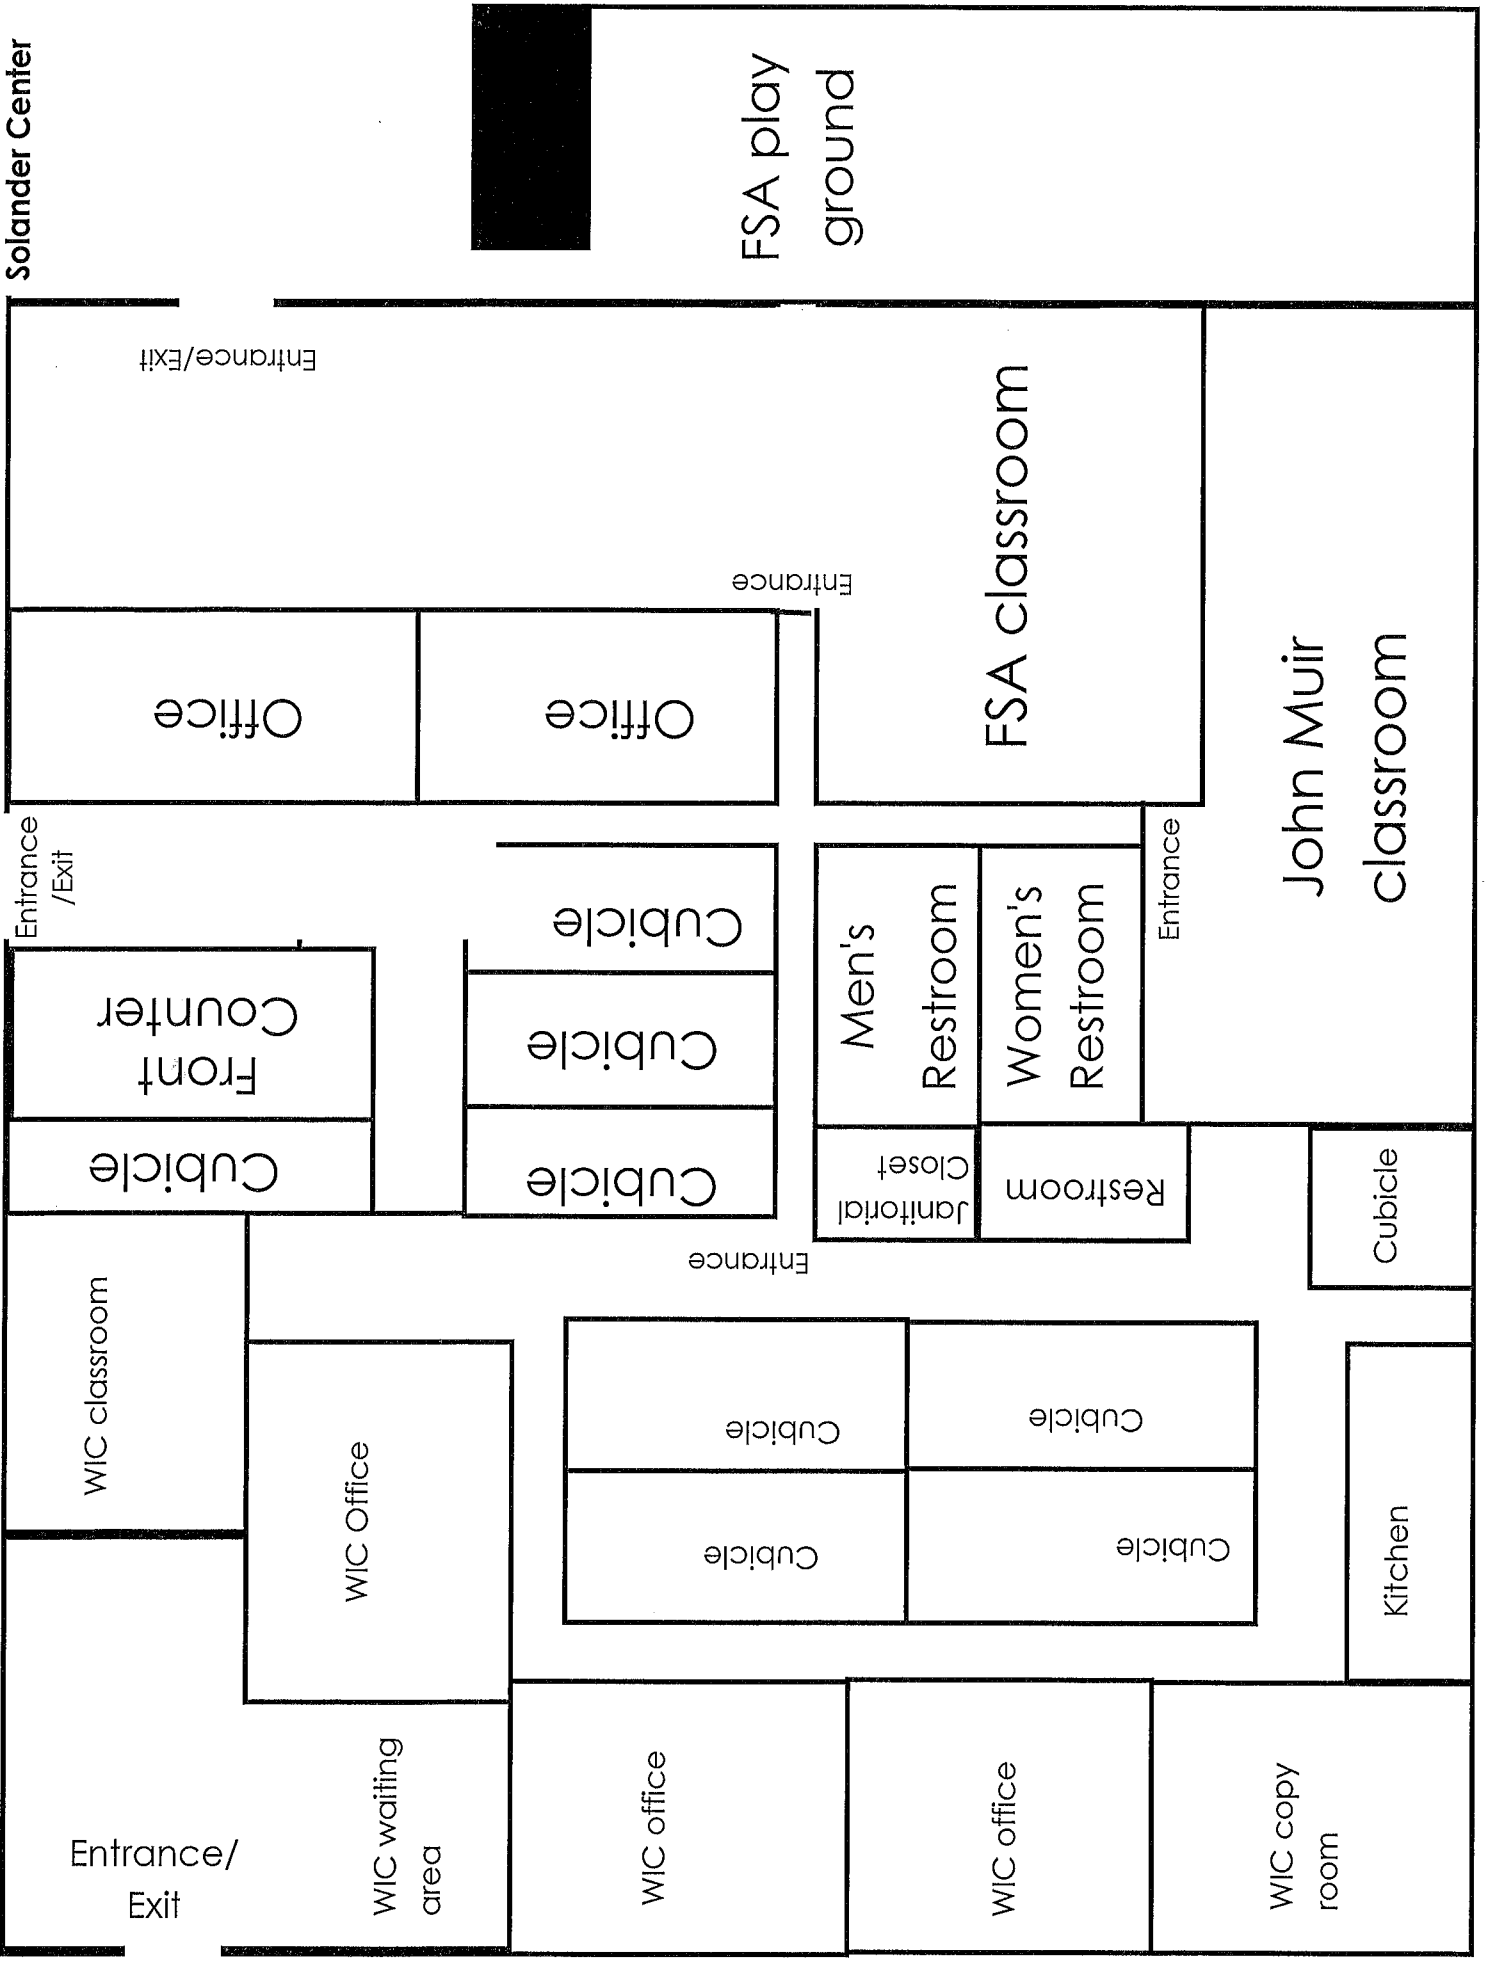 Solander Center
FSA play
ground
Entrance/Exit
Entrance
FSA classroom
Office
Office
John Muir
classroom
Entrance
/Exit
Entrance
Front
Counter
Cubicle
Cubicle
Cubicle
Cubicle
Men's
Restroom
Women's
Restroom
Janitorial
Closet
Restroom
Cubicle
Entrance
WIC classroom
WIC Office
Cubicle
Cubicle
Cubicle
Cubicle
Kitchen
Entrance/
Exit
WIC waiting
area
WIC office
WIC office
WIC copy
room